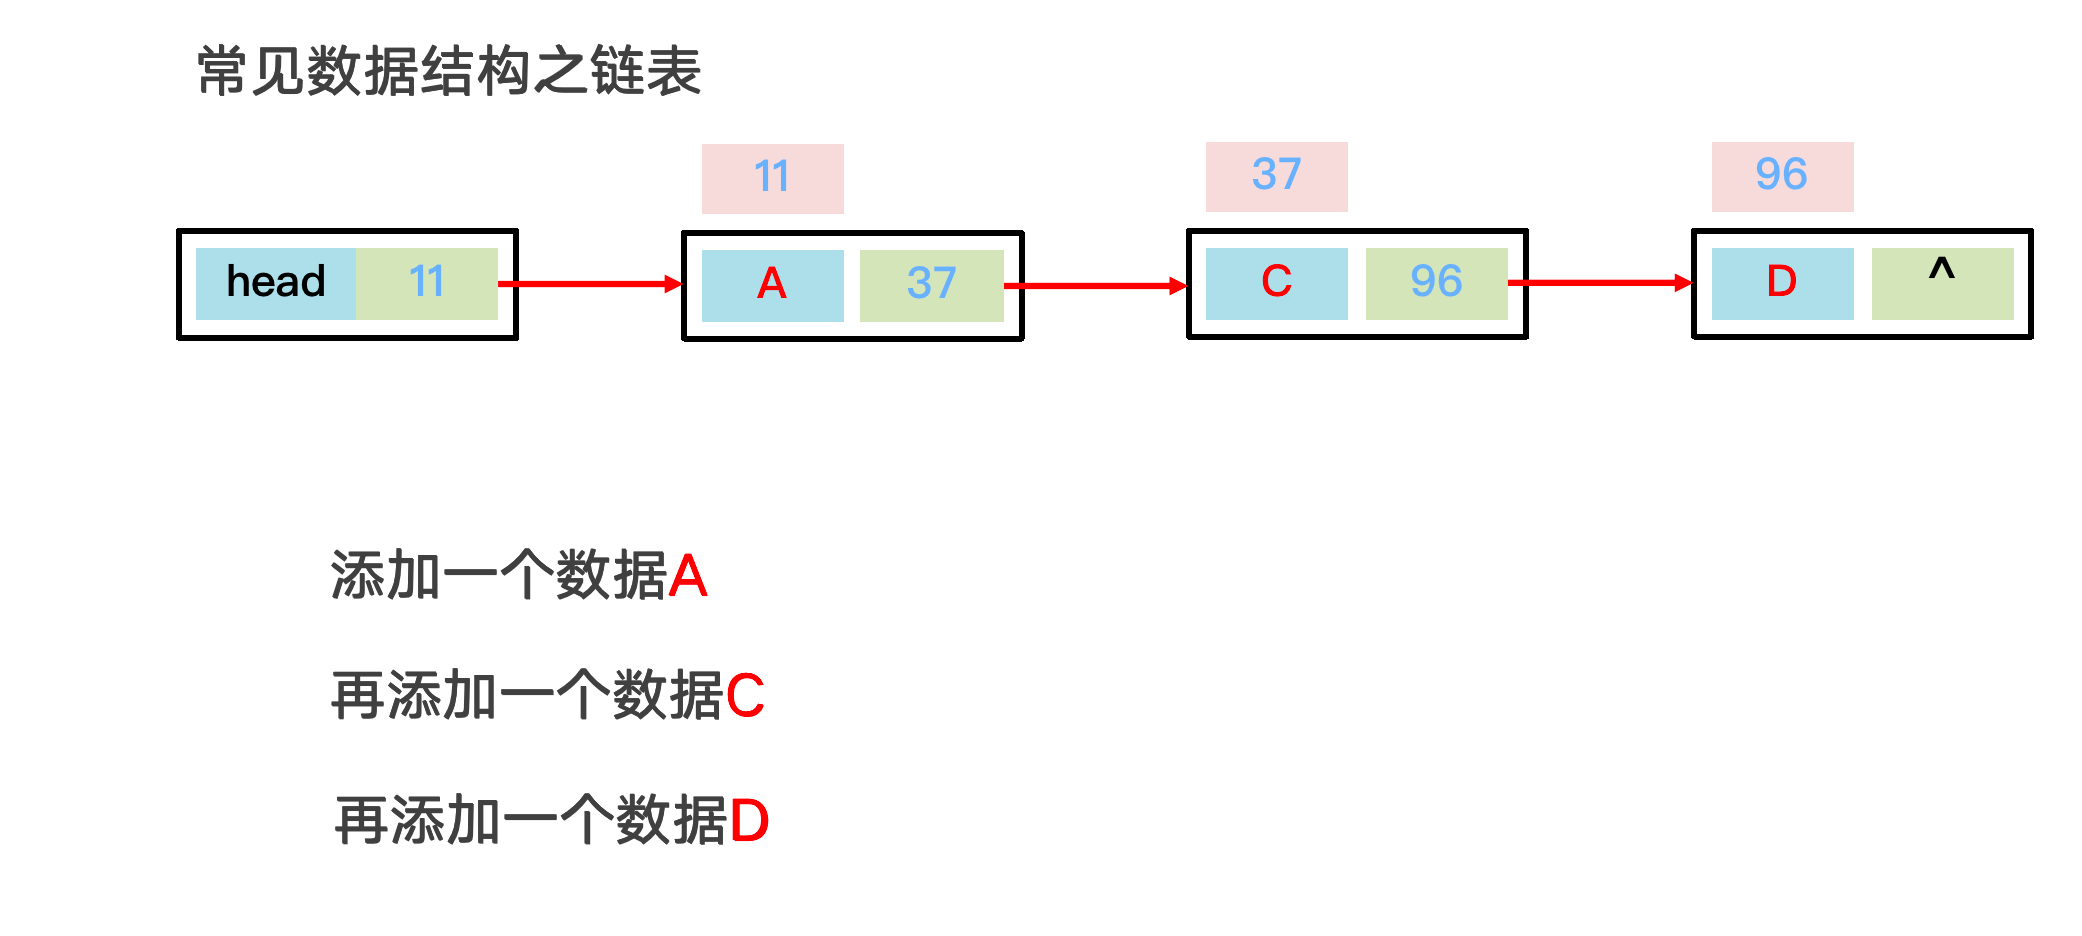 常见数据结构之链表
11 37 96
head 11 A 37 C 96 D ^
添加一个数据A
再添加一个数据C
再添加一个数据D